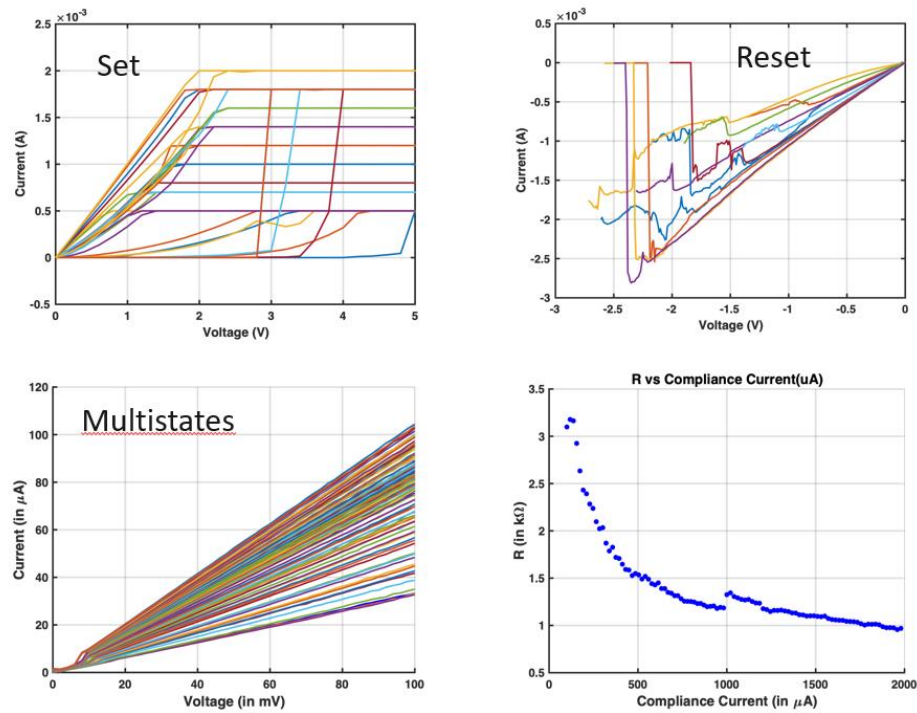 ×10⁻³
2.5
2
1.5
1
0.5
0
-0.5
Current (A)
Set
0 1 2 3 4 5
Voltage (V)
×10⁻³
0.5
0
-0.5
-1
-1.5
-2
-2.5
-3
Current (A)
Reset
-3 -2.5 -2 -1.5 -1 -0.5 0
Voltage (V)
120
100
80
60
40
20
0
Current (in μA)
Multistates
0 20 40 60 80 100
Voltage (in mV)
R vs Compliance Current(uA)
3.5
3
2.5
2
1.5
1
0.5
R (in kΩ)
0 500 1000 1500 2000
Compliance Current (in μA)